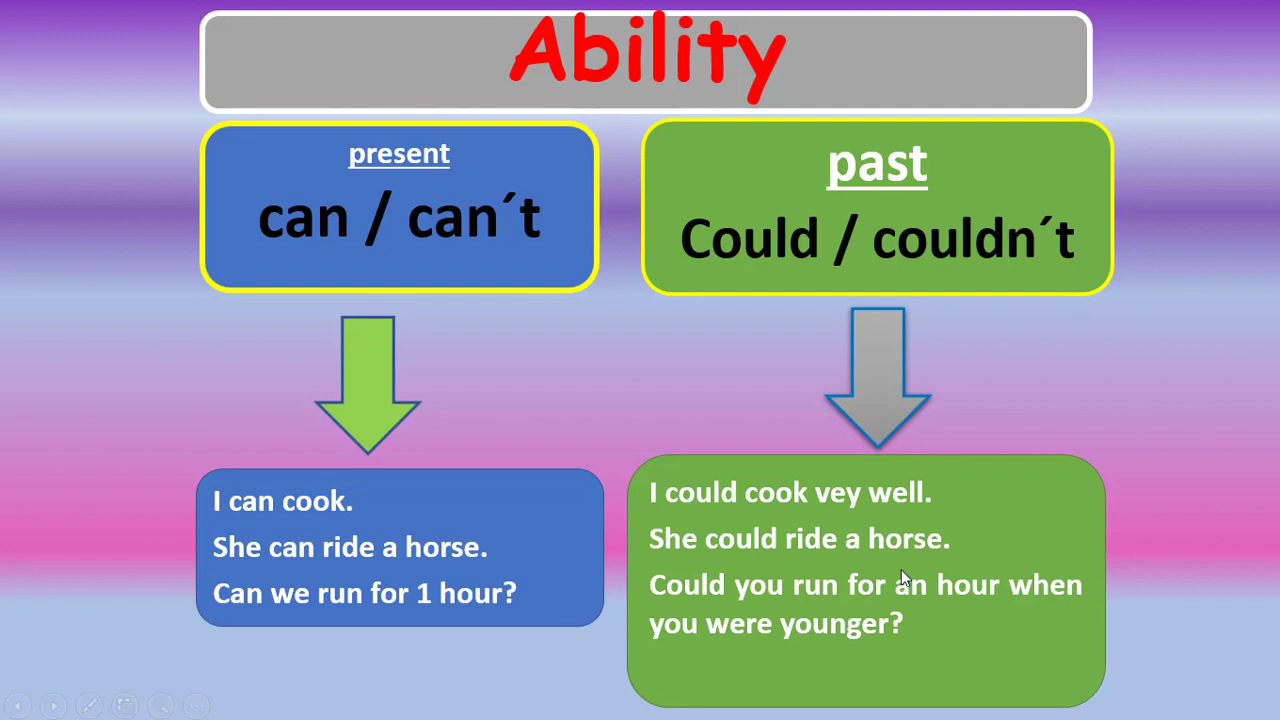 Ability
present
can / can´t
past
Could / couldn´t
I can cook.
She can ride a horse.
Can we run for 1 hour?
I could cook vey well.
She could ride a horse.
Could you run for an hour when
you were younger?